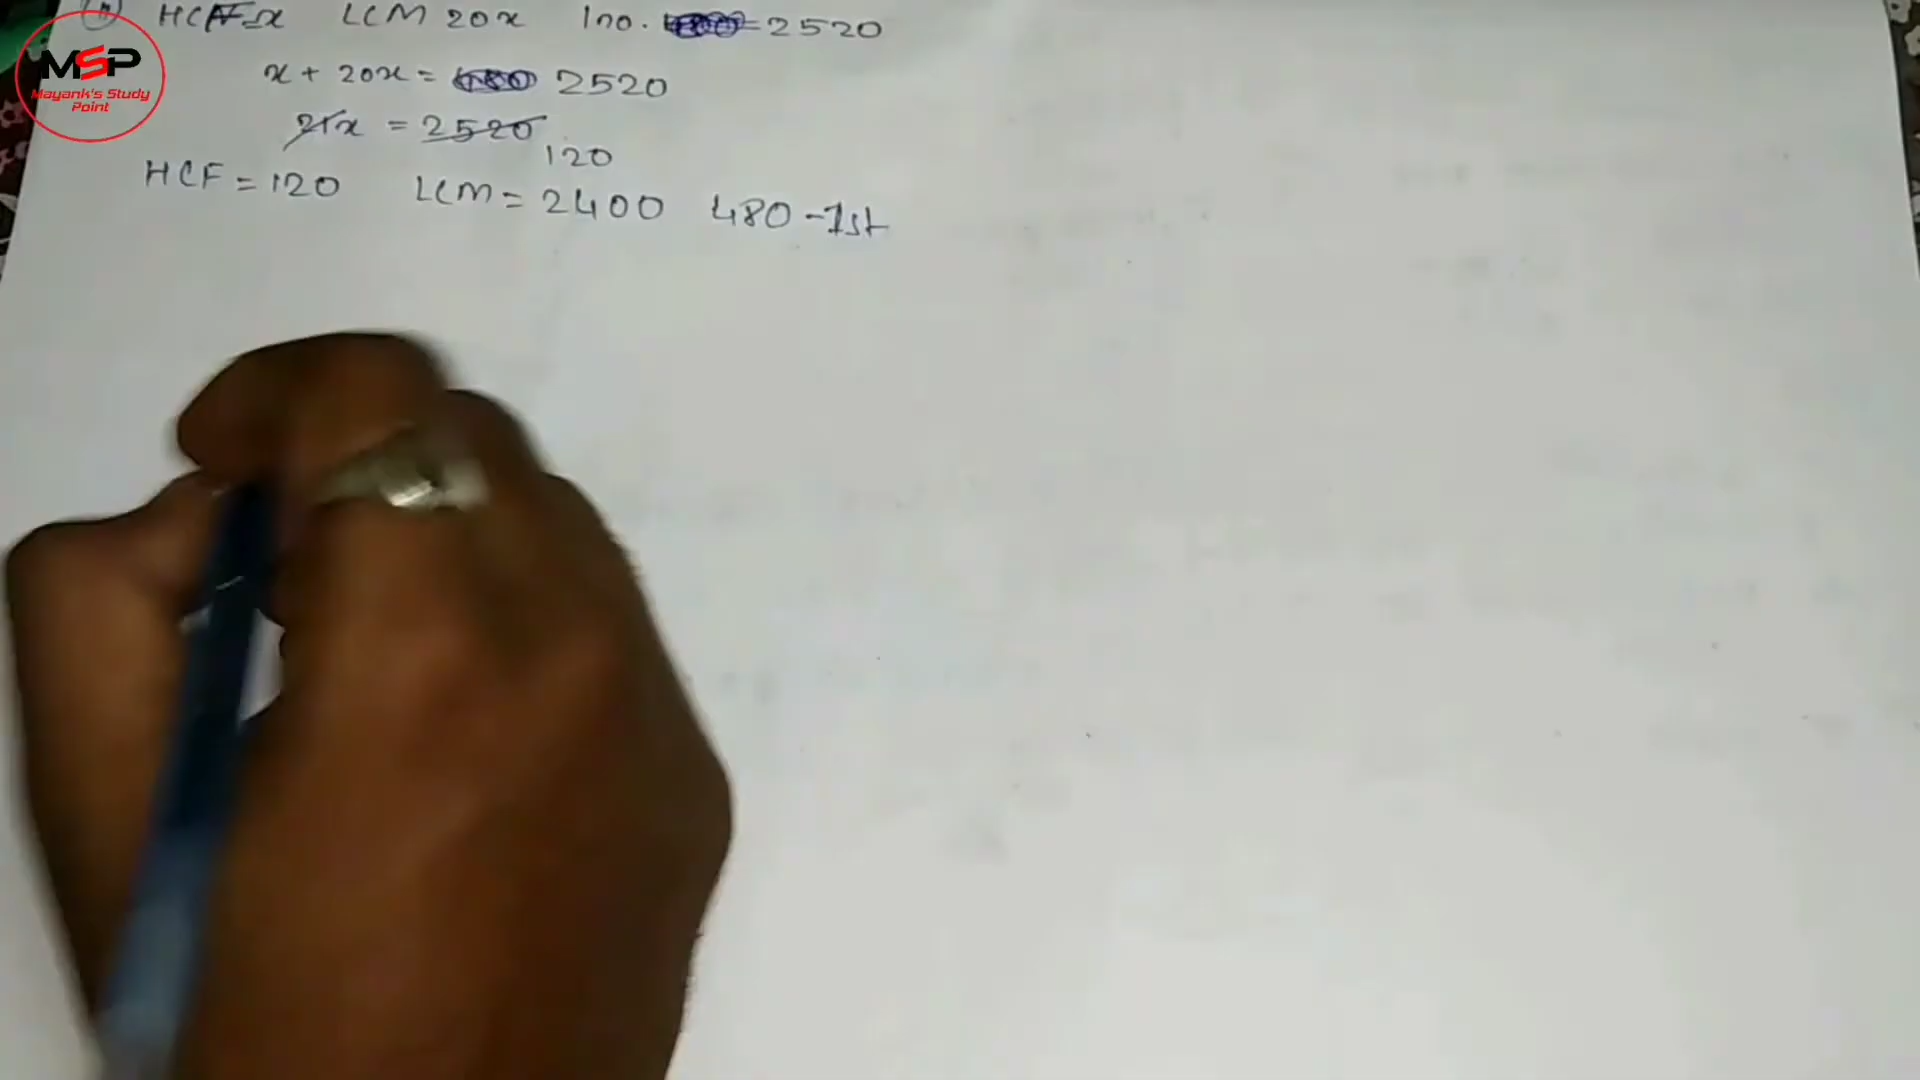 HCF=x LCM 20x 1no. =2520
MSP
Mayank's Study
Point
x + 20x = 2520
21x = 2520
120
HCF = 120 LCM = 2400 480 - 1st